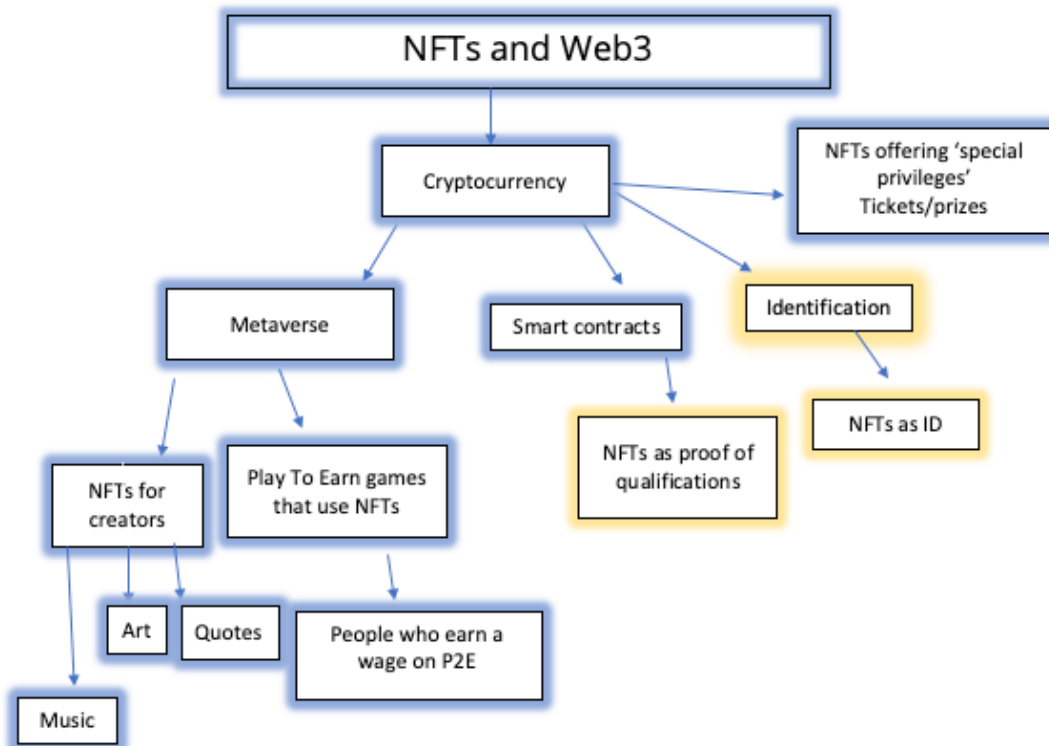 NFTs and Web3
Cryptocurrency
NFTs offering ‘special
privileges’
Tickets/prizes
Metaverse
Smart contracts
Identification
NFTs for
creators
Play To Earn games
that use NFTs
NFTs as proof of
qualifications
NFTs as ID
Art
Quotes
People who earn a
wage on P2E
Music